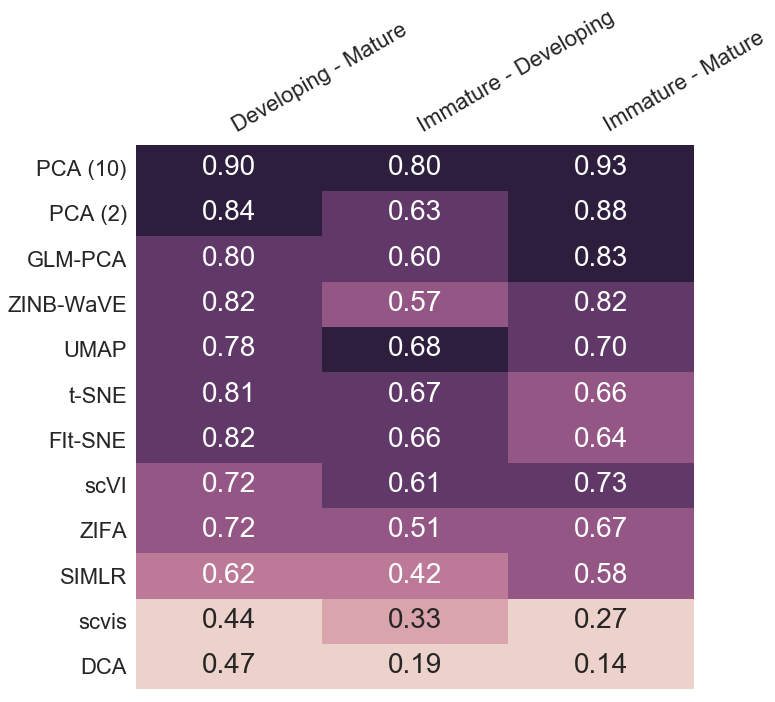 Developing - Mature
Immature - Developing
Immature - Mature
PCA (10) 0.90 0.80 0.93
PCA (2) 0.84 0.63 0.88
GLM-PCA 0.80 0.60 0.83
ZINB-WaVE 0.82 0.57 0.82
UMAP 0.78 0.68 0.70
t-SNE 0.81 0.67 0.66
FIt-SNE 0.82 0.66 0.64
scVI 0.72 0.61 0.73
ZIFA 0.72 0.51 0.67
SIMLR 0.62 0.42 0.58
scvis 0.44 0.33 0.27
DCA 0.47 0.19 0.14